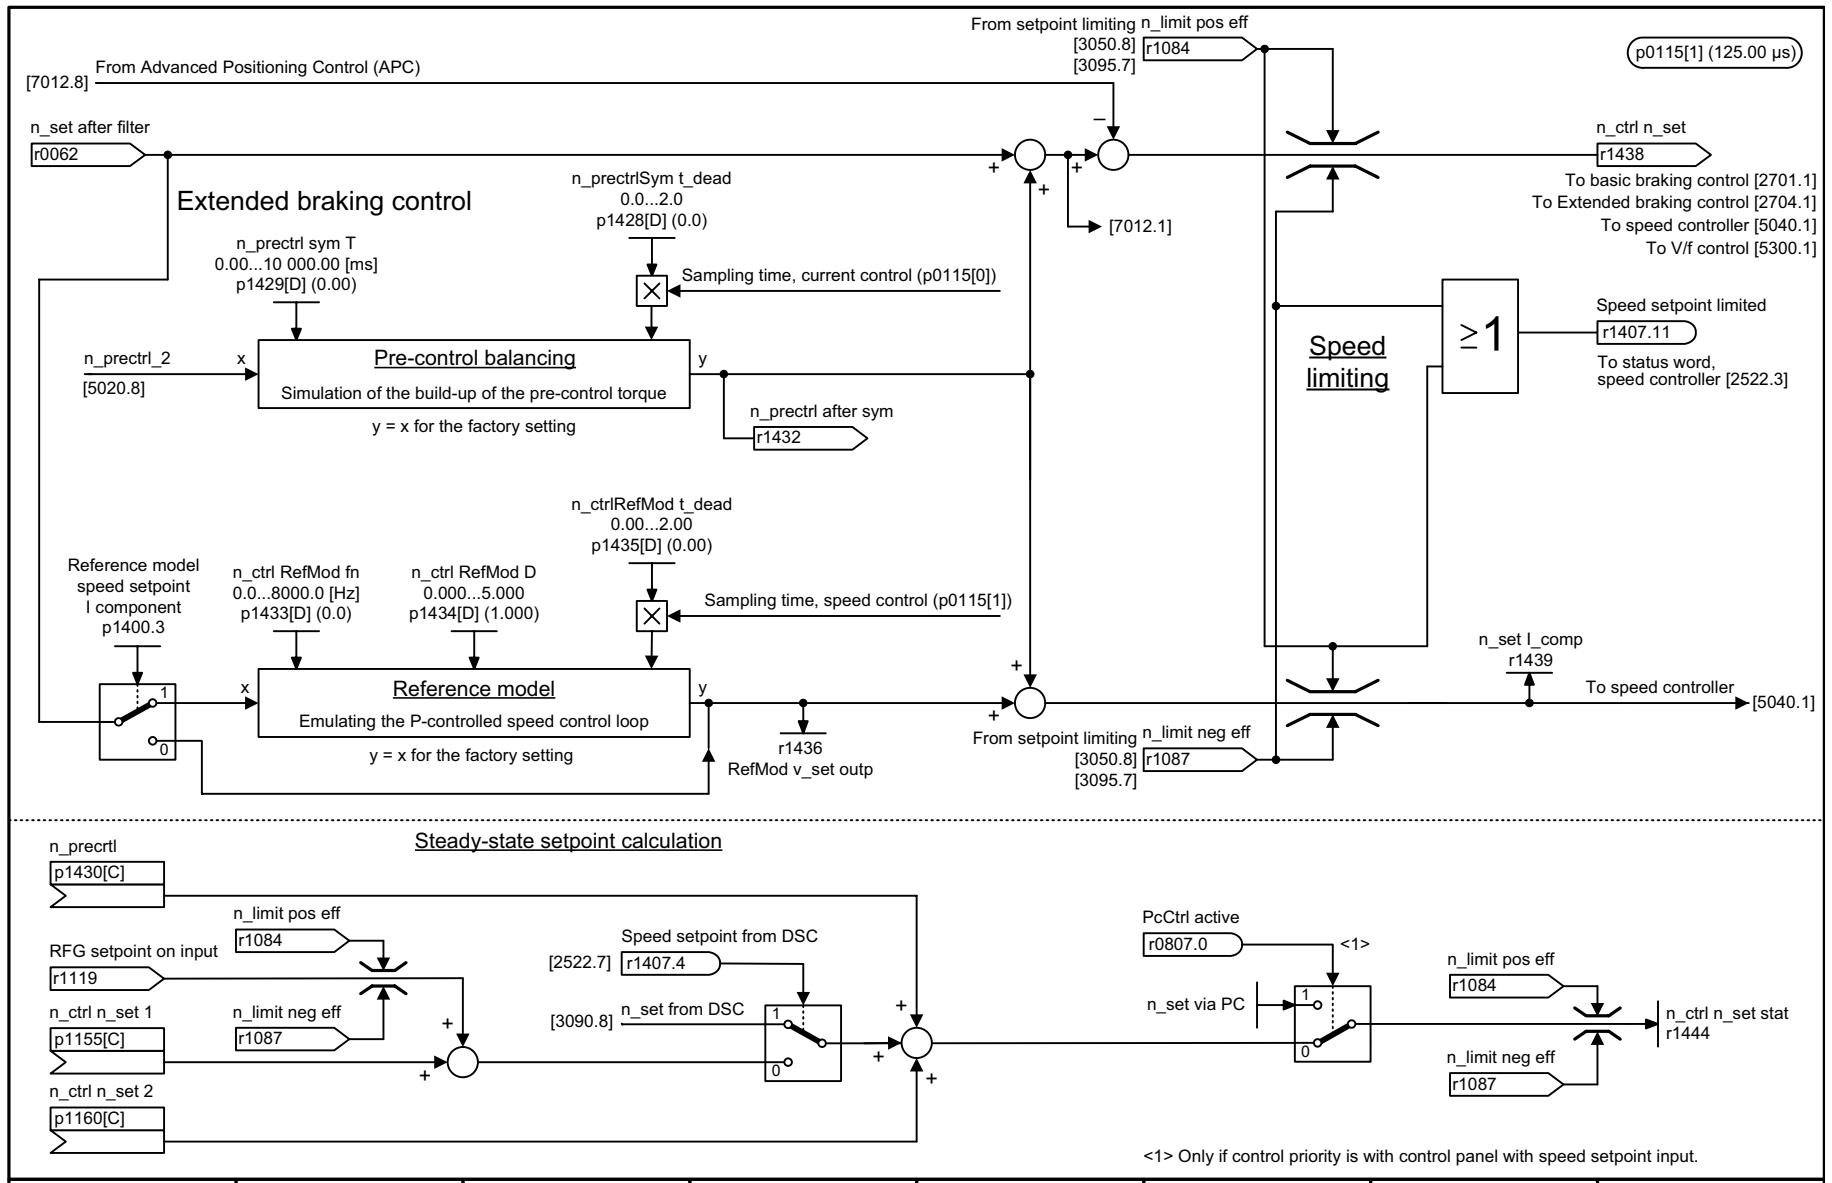 From setpoint limiting n_limit pos eff
[3050.8] r1084
[3095.7]
p0115[1] (125.00 µs)
From Advanced Positioning Control (APC)
[7012.8]
–
n_set after filter
r0062
+
+
+
n_ctrl n_set
r1438
To basic braking control [2701.1]
To Extended braking control [2704.1]
To speed controller [5040.1]
To V/f control [5300.1]
[7012.1]
Extended braking control
n_prectrlSym t_dead
0.0...2.0
p1428[D] (0.0)
n_prectrl sym T
0.00...10 000.00 [ms]
p1429[D] (0.00)
Sampling time, current control (p0115[0])
×
n_prectrl_2
[5020.8]
x
Pre-control balancing
Simulation of the build-up of the pre-control torque
y
y = x for the factory setting
n_prectrl after sym
r1432
Speed
limiting
≥1
Speed setpoint limited
r1407.11
To status word,
speed controller [2522.3]
n_ctrlRefMod t_dead
0.00...2.00
p1435[D] (0.00)
Reference model
speed setpoint
I component
p1400.3
n_ctrl RefMod fn
0.0...8000.0 [Hz]
p1433[D] (0.0)
n_ctrl RefMod D
0.000...5.000
p1434[D] (1.000)
Sampling time, speed control (p0115[1])
×
1
0
x
Reference model
Emulating the P-controlled speed control loop
y
y = x for the factory setting
r1436
RefMod v_set outp
+
+
n_set I_comp
r1439
To speed controller
[5040.1]
From setpoint limiting n_limit neg eff
[3050.8] r1087
[3095.7]
Steady-state setpoint calculation
n_precrtl
p1430[C]
n_limit pos eff
r1084
RFG setpoint on input
r1119
n_ctrl n_set 1
p1155[C]
n_limit neg eff
r1087
n_ctrl n_set 2
p1160[C]
+
+
Speed setpoint from DSC
[2522.7] r1407.4
[3090.8] n_set from DSC
1
0
+
+
+
PcCtrl active
r0807.0
<1>
n_set via PC
1
0
n_limit pos eff
r1084
n_ctrl n_set stat
r1444
n_limit neg eff
r1087
<1> Only if control priority is with control panel with speed setpoint input.